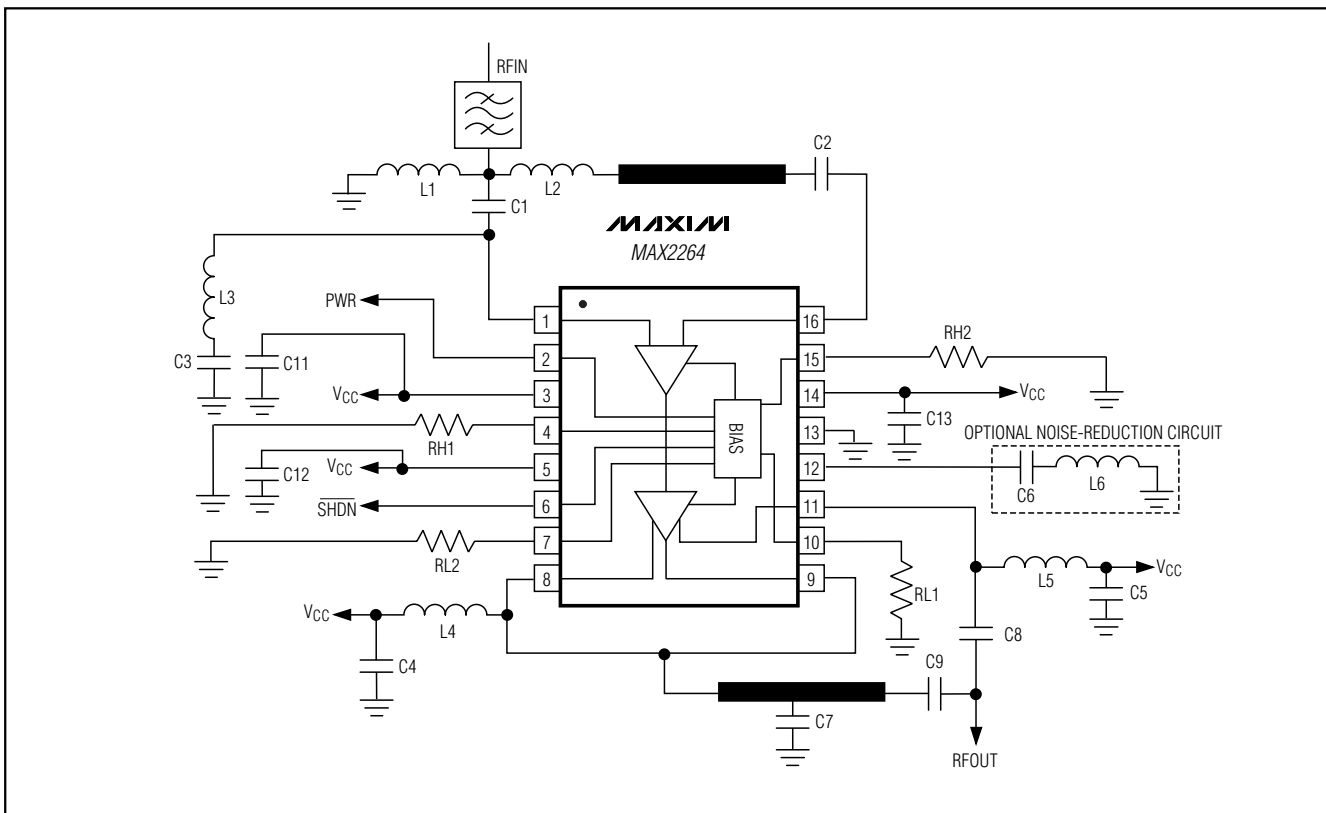 RFIN
C2
L1
L2
C1
MAXIM
MAX2264
L3
PWR
1
16
RH2
C3
C11
2
15
VCC
3
14
VCC
C13
RH1
4
13
OPTIONAL NOISE-REDUCTION CIRCUIT
BIAS
C12
VCC
5
12
C6
L6
SHDN
6
11
RL2
7
10
L5
VCC
8
9
RL1
C5
VCC
L4
C8
C4
C9
C7
RFOUT